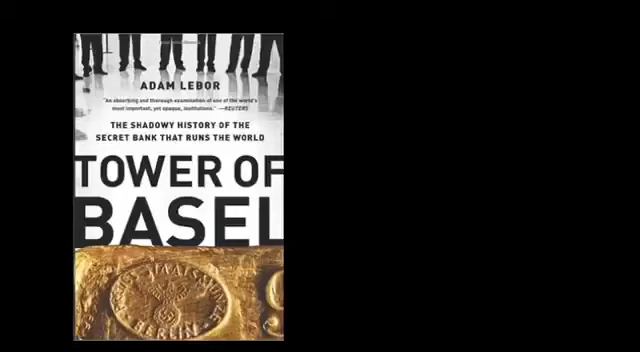 ADAM LEBOR
"An absorbing and thorough examination of one of the world's
most important, yet opaque, institutions." —REUTERS
THE SHADOWY HISTORY OF THE
SECRET BANK THAT RUNS THE WORLD
TOWER OF
BASEL
BERLIN